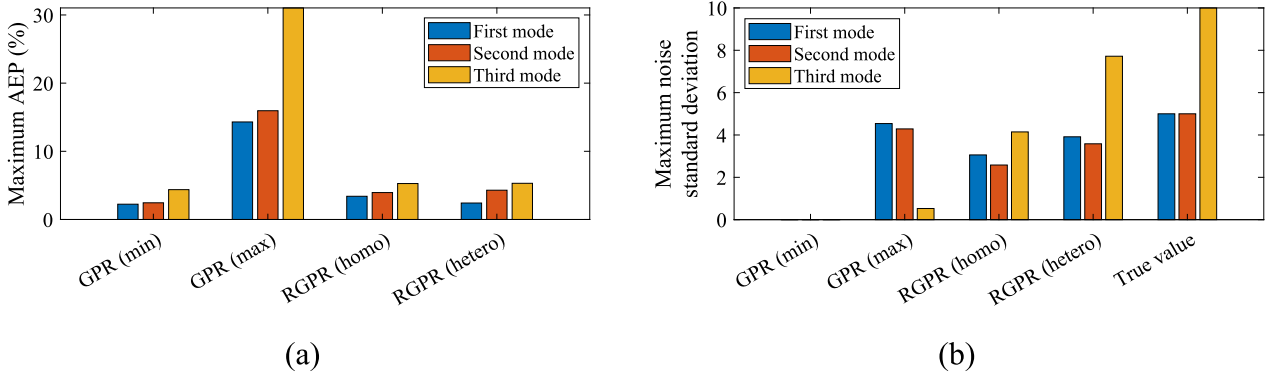 Maximum AEP (%)
30
20
10
0
First mode
Second mode
Third mode
GPR (min)
GPR (max)
RGPR (homo)
RGPR (hetero)
(a)
Maximum noise
standard deviation
10
8
6
4
2
0
First mode
Second mode
Third mode
GPR (min)
GPR (max)
RGPR (homo)
RGPR (hetero)
True value
(b)